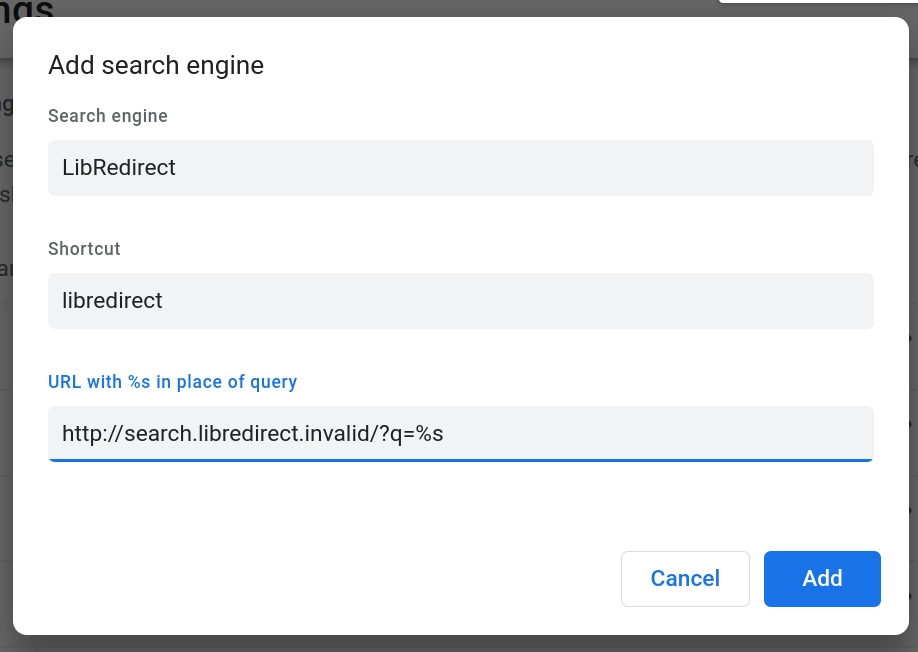 ngs
Add search engine
Search engine
LibRedirect
Shortcut
libredirect
URL with %s in place of query
http://search.libredirect.invalid/?q=%s
Cancel
Add